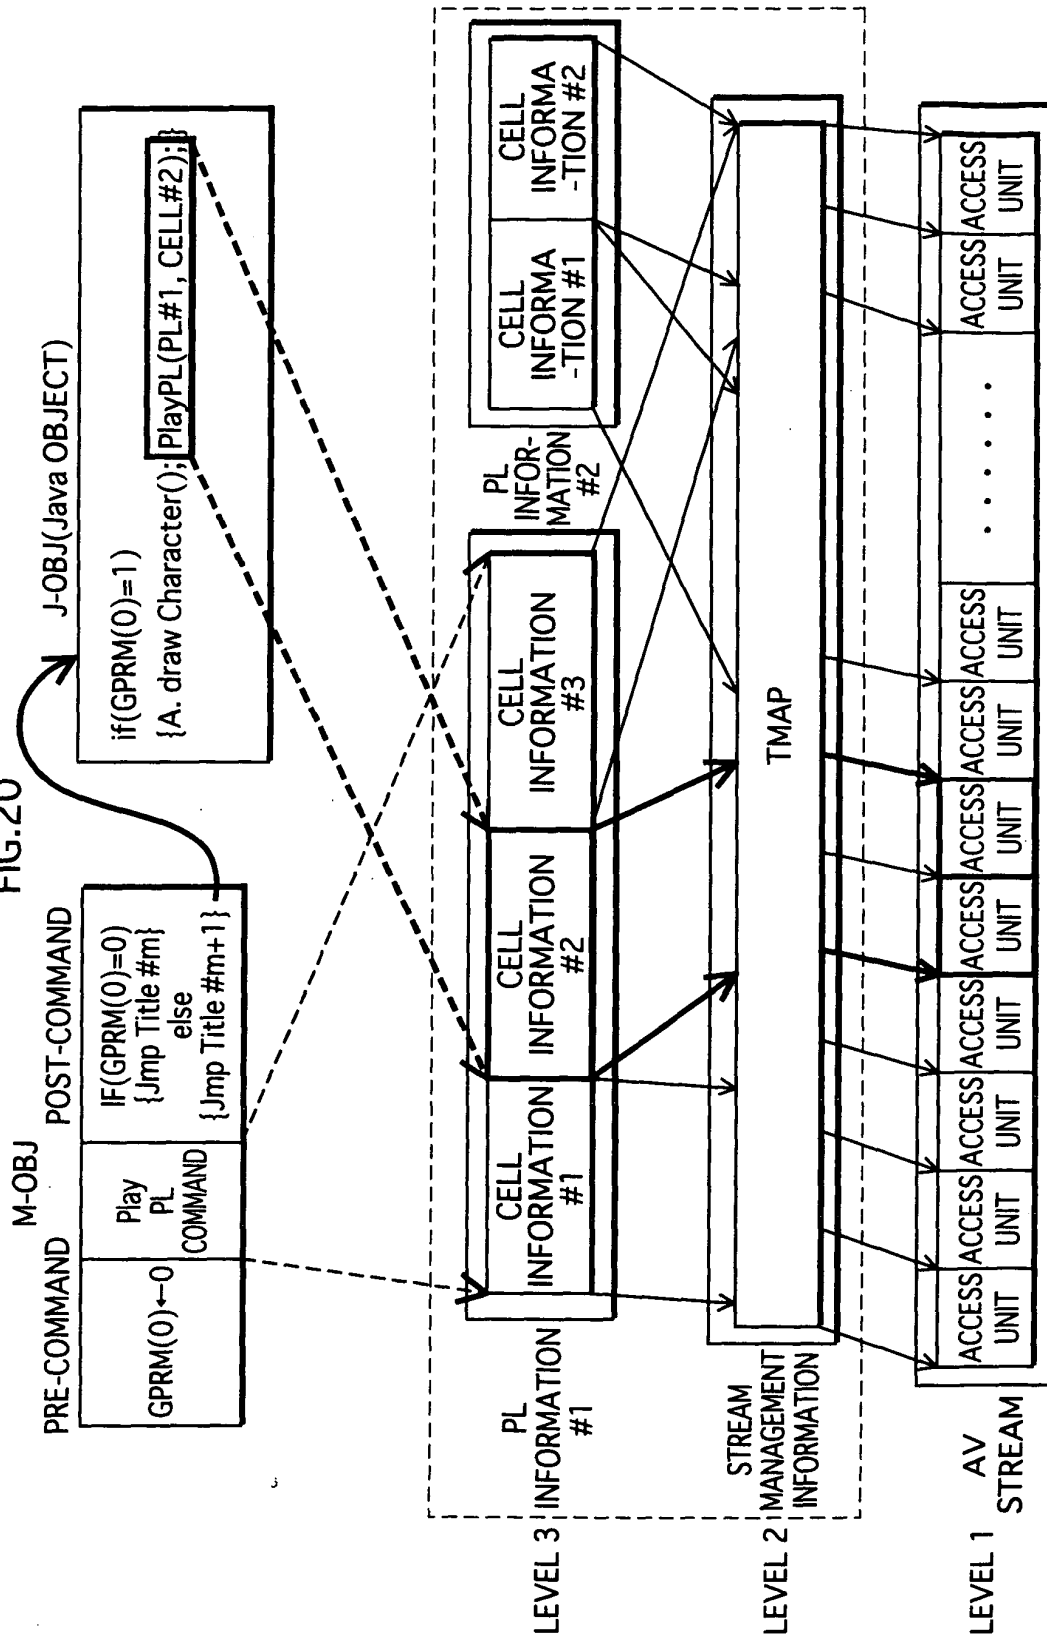 FIG.20
M-OBJ
PRE-COMMAND
POST-COMMAND
GPRM(0)←0
Play
PL
COMMAND
IF(GPRM(0)=0)
{Jmp Title #m}
else
{Jmp Title #m+1}
J-OBJ(Java OBJECT)
if(GPRM(0)=1)
{A. draw Character(); PlayPL(PL#1, CELL#2);}
LEVEL 3
PL
INFORMATION
#1
CELL
INFORMATION
#1
CELL
INFORMATION
#2
CELL
INFORMATION
#3
PL
INFOR-
MATION
#2
CELL
INFORMA
-TION #1
CELL
INFORMA
-TION #2
LEVEL 2
STREAM
MANAGEMENT
INFORMATION
TMAP
LEVEL 1
AV
STREAM
ACCESS
UNIT
ACCESS
UNIT
ACCESS
UNIT
ACCESS
UNIT
ACCESS
UNIT
ACCESS
UNIT
ACCESS
UNIT
ACCESS
UNIT
· · · · · ·
ACCESS
UNIT
ACCESS
UNIT